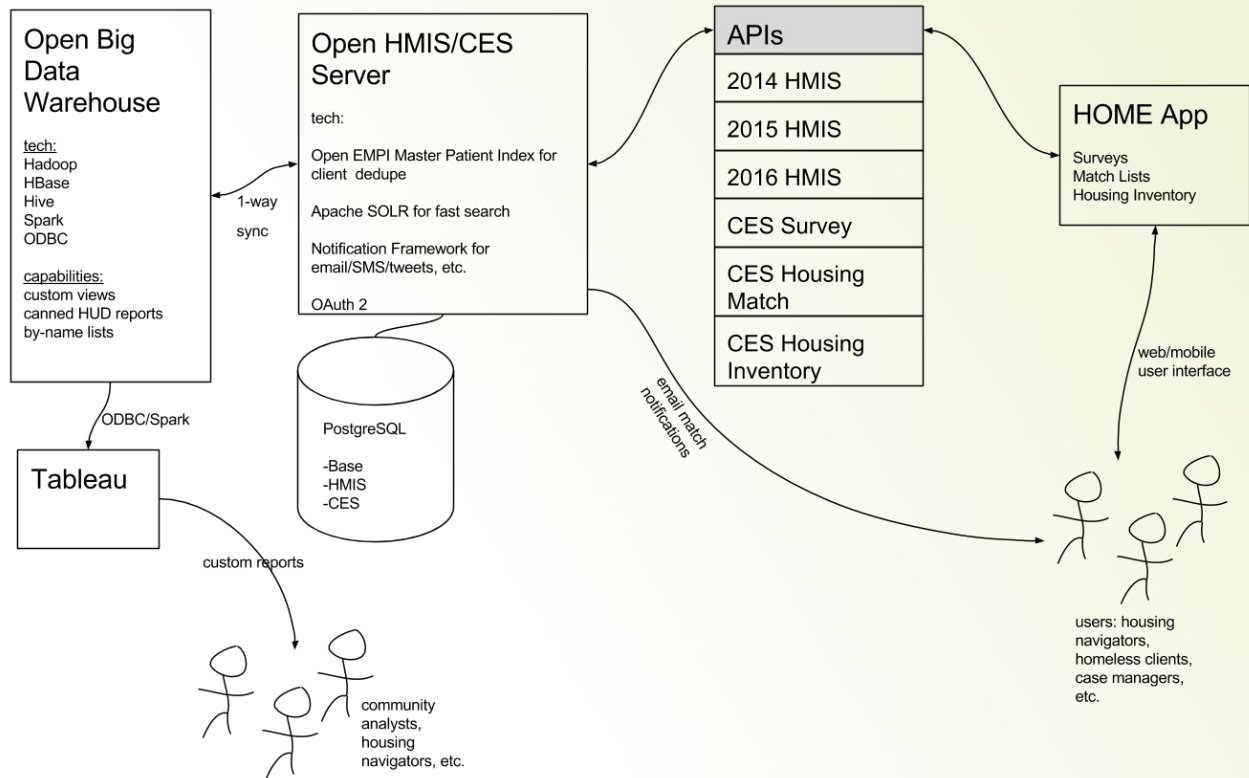 Open Big
Data
Warehouse
tech:
Hadoop
HBase
Hive
Spark
ODBC
capabilities:
custom views
canned HUD reports
by-name lists
1-way
sync
Open HMIS/CES
Server
tech:
Open EMPI Master Patient Index for
client dedupe
Apache SOLR for fast search
Notification Framework for
email/SMS/tweets, etc.
OAuth 2
PostgreSQL
-Base
-HMIS
-CES
APIs
2014 HMIS
2015 HMIS
2016 HMIS
CES Survey
CES Housing
Match
CES Housing
Inventory
HOME App
Surveys
Match Lists
Housing Inventory
web/mobile
user interface
email match
notifications
ODBC/Spark
Tableau
custom reports
community
analysts,
housing
navigators, etc.
users: housing
navigators,
homeless clients,
case managers,
etc.